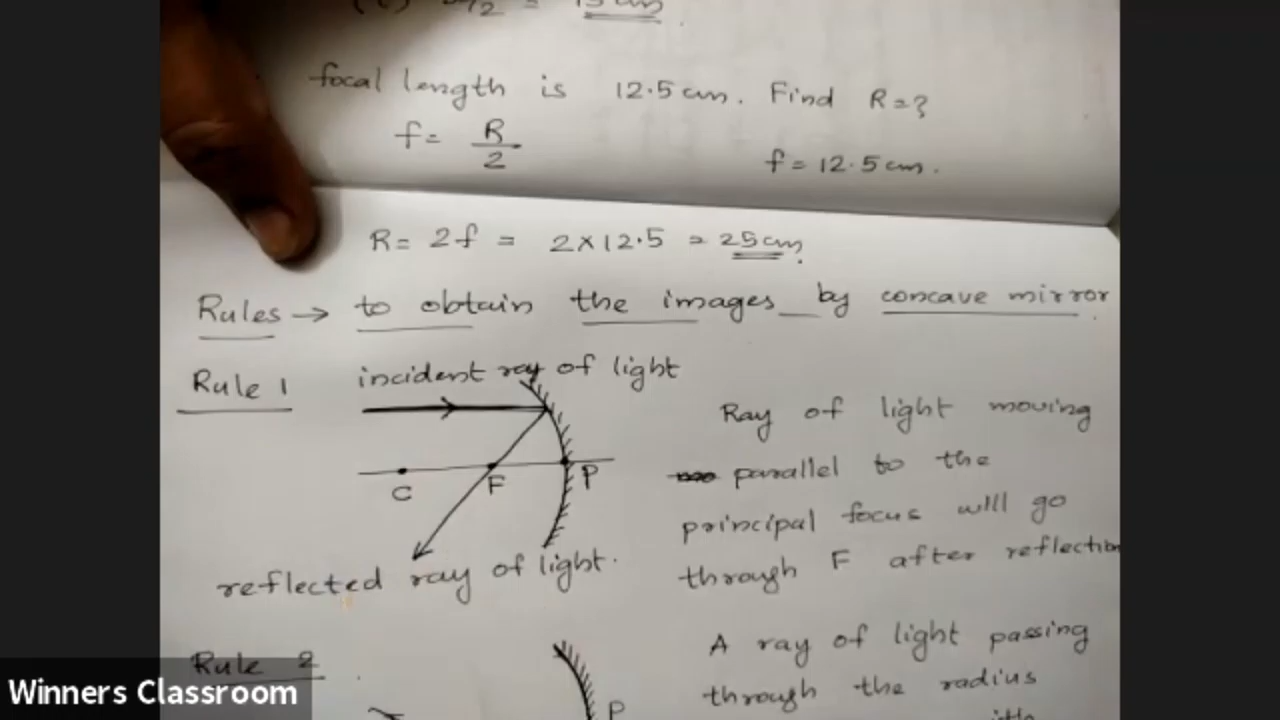 focal length is 12.5 cm. Find R=?
f = R/2
f = 12.5 cm.
R = 2f = 2×12.5 = 25cm.
Rules → to obtain the images by concave mirror.
Rule 1
incident ray of light
C F P
reflected ray of light.
Ray of light moving
parallel to the
principal focus will go
through F after reflection
Rule 2
P
A ray of light passing
through the radius
Winners Classroom